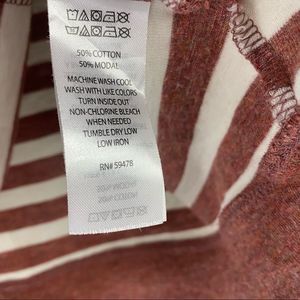 50% COTTON
50% MODAL
MACHINE WASH COOL
WASH WITH LIKE COLORS
TURN INSIDE OUT
NON-CHLORINE BLEACH
WHEN NEEDED
TUMBLE DRY LOW
LOW IRON
RN# 59478